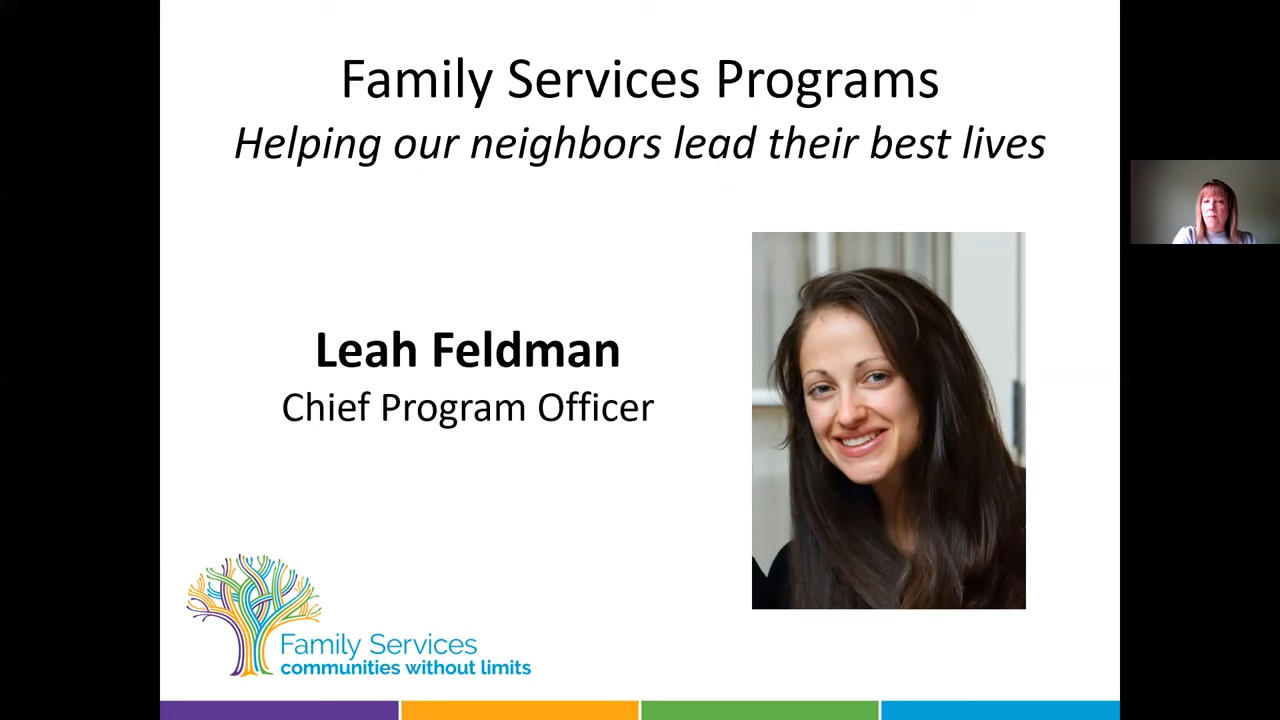 Family Services Programs
Helping our neighbors lead their best lives
Leah Feldman
Chief Program Officer
Family Services
communities without limits